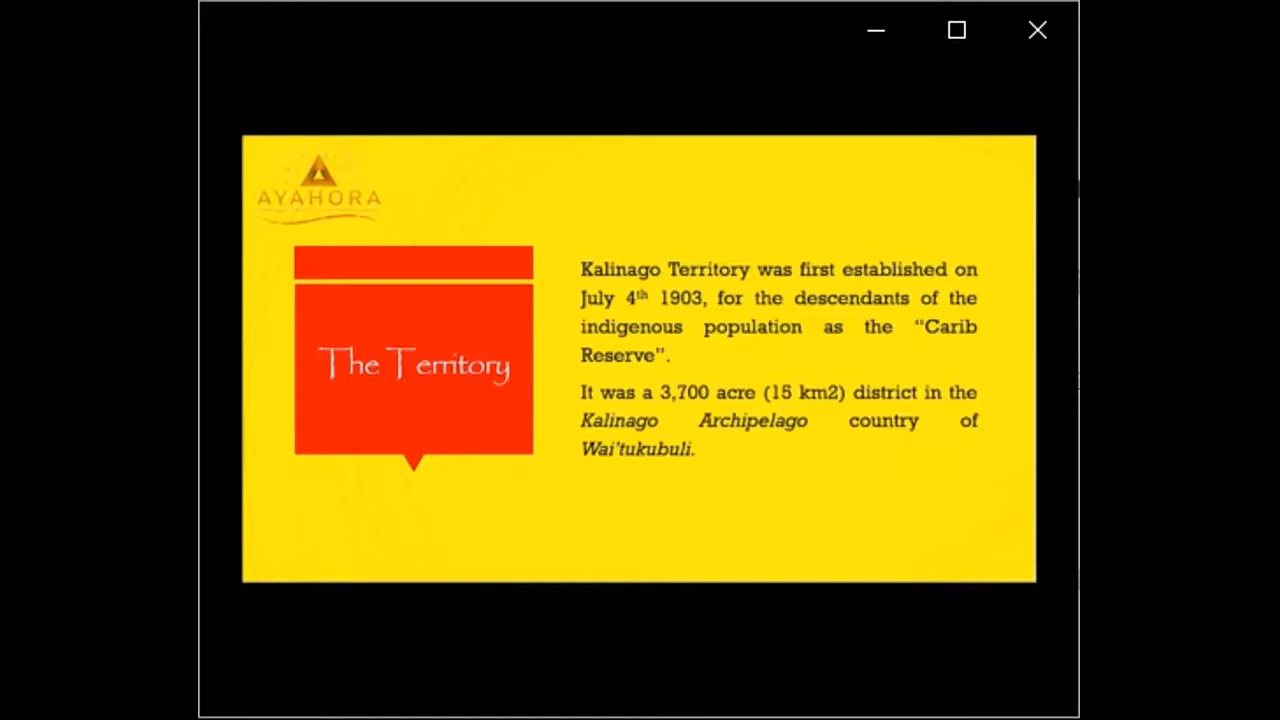 AYAHORA
The Territory
Kalinago Territory was first established on
July 4th 1903, for the descendants of the
indigenous population as the “Carib
Reserve”.
It was a 3,700 acre (15 km2) district in the
Kalinago Archipelago country of
Wai’tukubuli.